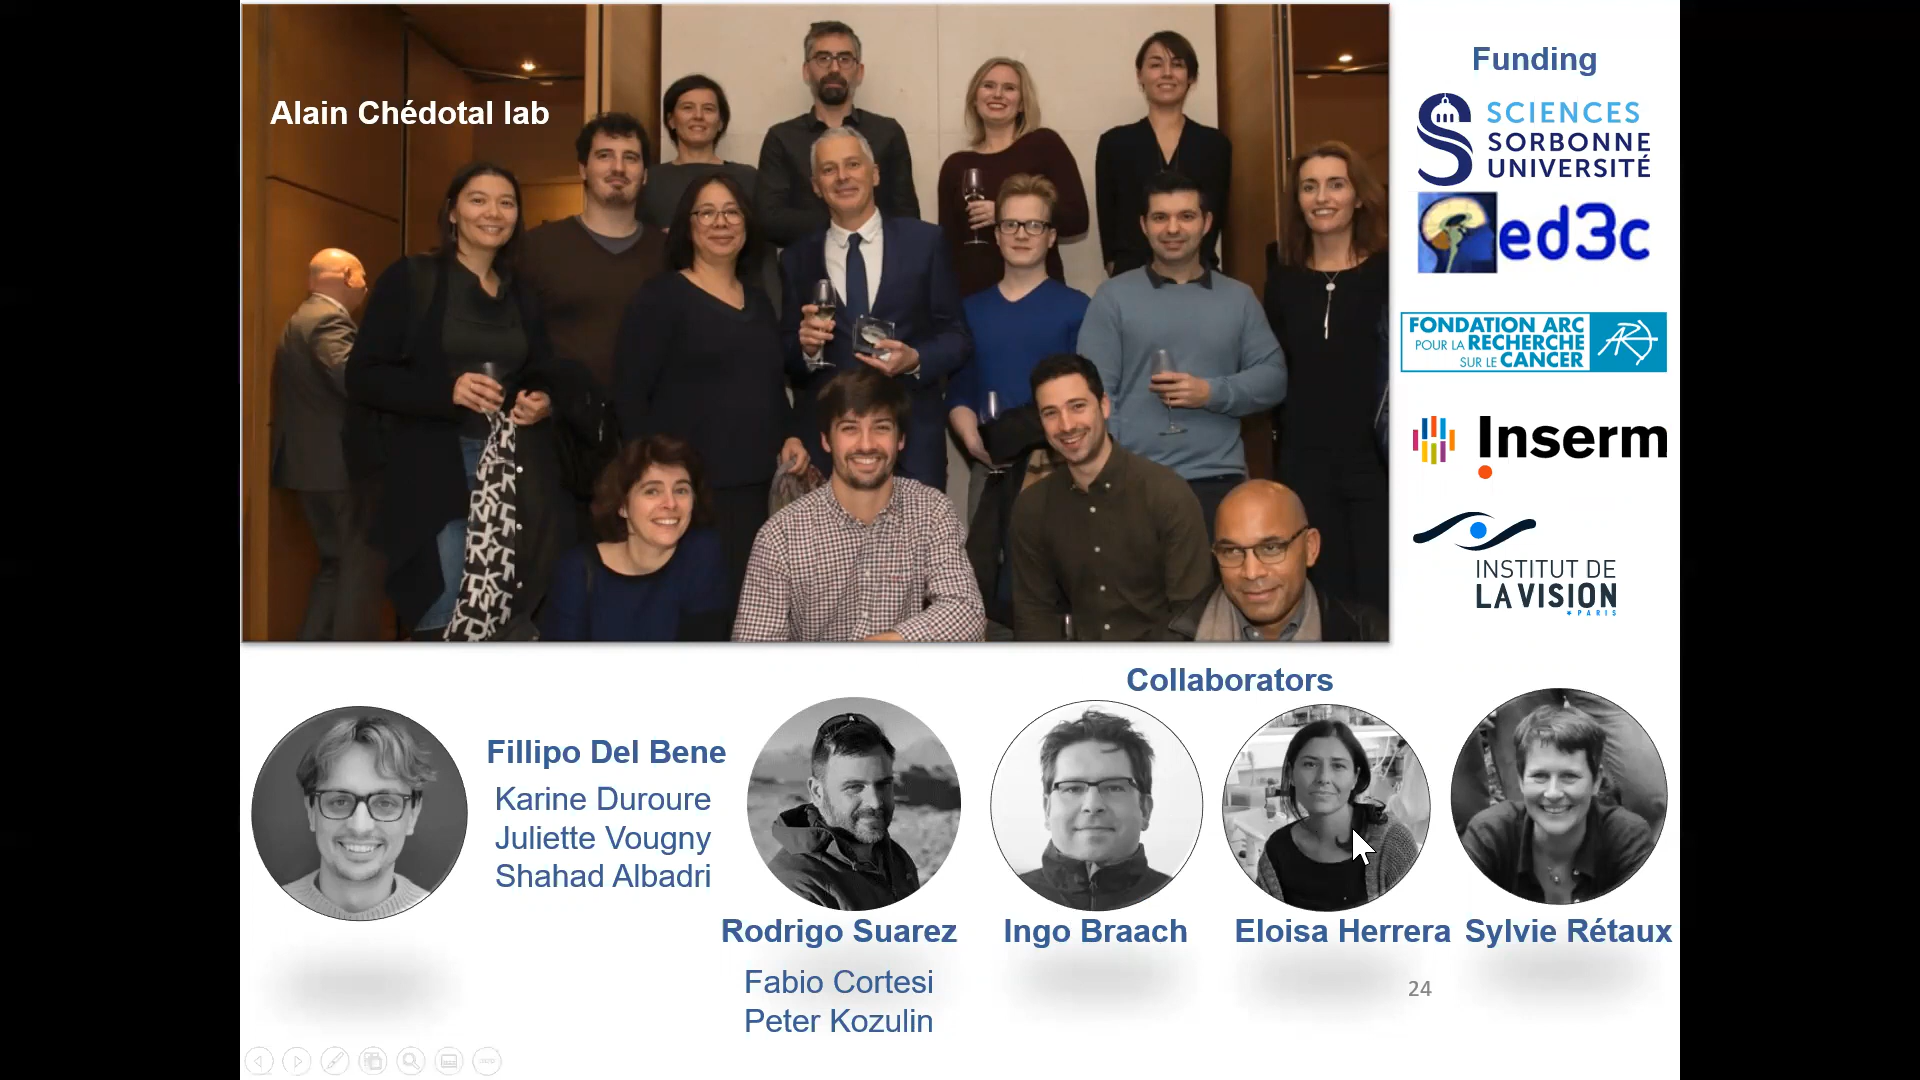 Alain Chédotal lab
Funding
SCIENCES
SORBONNE
UNIVERSITÉ
ed3c
FONDATION ARC
POUR LA RECHERCHE
SUR LE CANCER
Inserm
INSTITUT DE
LA VISION
PARIS
Collaborators
Fillipo Del Bene
Karine Duroure
Juliette Vougny
Shahad Albadri
Rodrigo Suarez
Fabio Cortesi
Peter Kozulin
Ingo Braach
Eloisa Herrera
Sylvie Rétaux
24